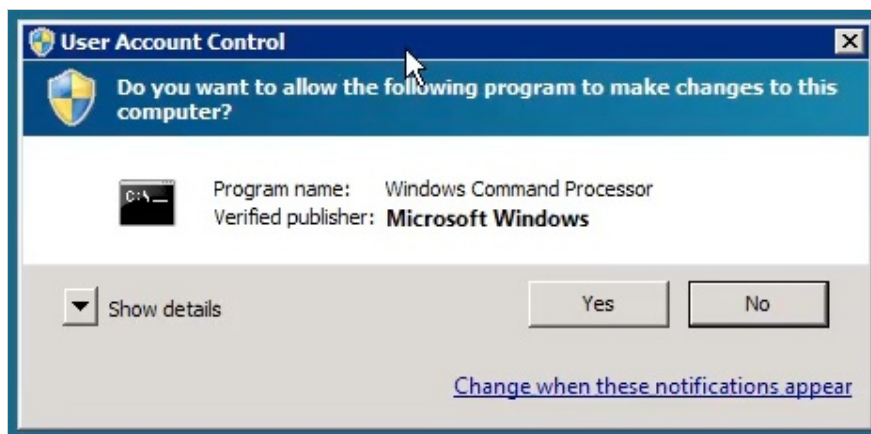 User Account Control
Do you want to allow the following program to make changes to this
computer?
C:\_
Program name: Windows Command Processor
Verified publisher: Microsoft Windows
Show details
Yes
No
Change when these notifications appear